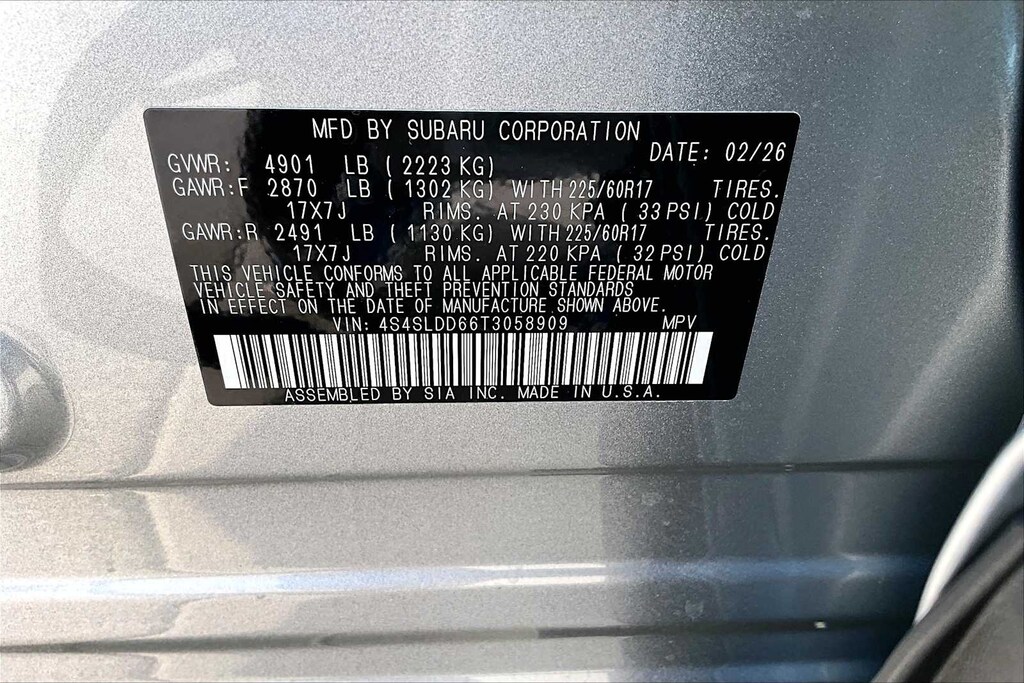 MFD BY SUBARU CORPORATION
DATE: 02/26
GVWR: 4901 LB ( 2223 KG)
GAWR:F 2870 LB ( 1302 KG) WITH 225/60R17 TIRES.
17X7J RIMS. AT 230 KPA ( 33 PSI) COLD
GAWR:R 2491 LB ( 1130 KG) WITH 225/60R17 TIRES.
17X7J RIMS. AT 220 KPA ( 32 PSI) COLD
THIS VEHICLE CONFORMS TO ALL APPLICABLE FEDERAL MOTOR
VEHICLE SAFETY AND THEFT PREVENTION STANDARDS
IN EFFECT ON THE DATE OF MANUFACTURE SHOWN ABOVE.
VIN: 4S4SLDD66T3058909 MPV
ASSEMBLED BY SIA INC. MADE IN U.S.A.